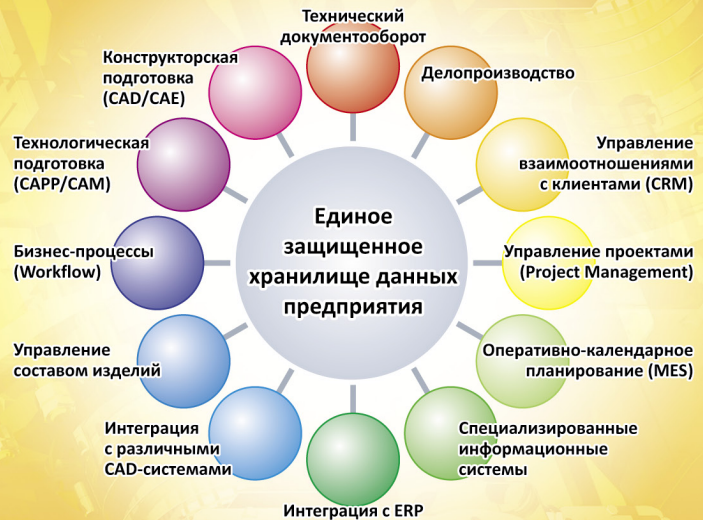 Технический
документооборот
Делопроизводство
Управление
взаимоотношениями
с клиентами (CRM)
Управление проектами
(Project Management)
Оперативно-календарное
планирование (MES)
Специализированные
информационные
системы
Интеграция с ERP
Интеграция
с различными
CAD-системами
Управление
составом изделий
Бизнес-процессы
(Workflow)
Технологическая
подготовка
(CAPP/CAM)
Конструкторская
подготовка
(CAD/CAE)
Единое
защищенное
хранилище данных
предприятия